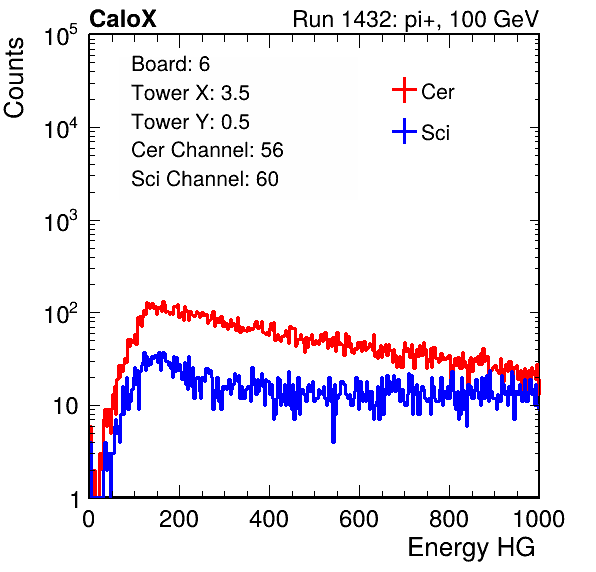 CaloX Run 1432: pi+, 100 GeV
Board: 6
Tower X: 3.5
Tower Y: 0.5
Cer Channel: 56
Sci Channel: 60
Cer
Sci
Counts
10^5
10^4
10^3
10^2
10
1
0 200 400 600 800 1000
Energy HG